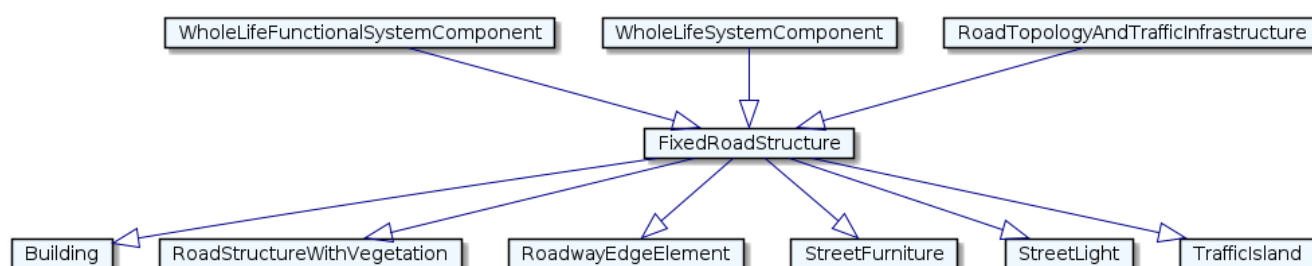 WholeLifeFunctionalSystemComponent
WholeLifeSystemComponent
RoadTopologyAndTrafficInfrastructure
FixedRoadStructure
Building
RoadStructureWithVegetation
RoadwayEdgeElement
StreetFurniture
StreetLight
TrafficIsland